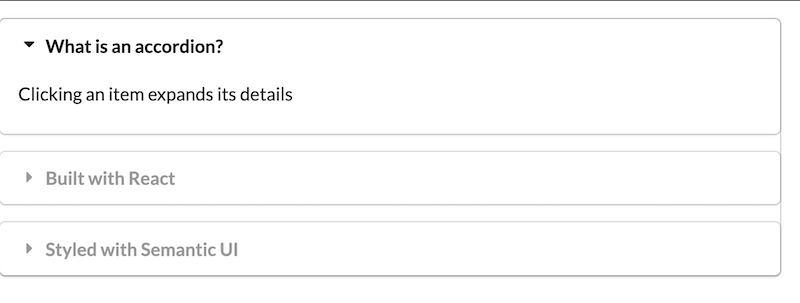 What is an accordion?
Clicking an item expands its details
Built with React
Styled with Semantic UI